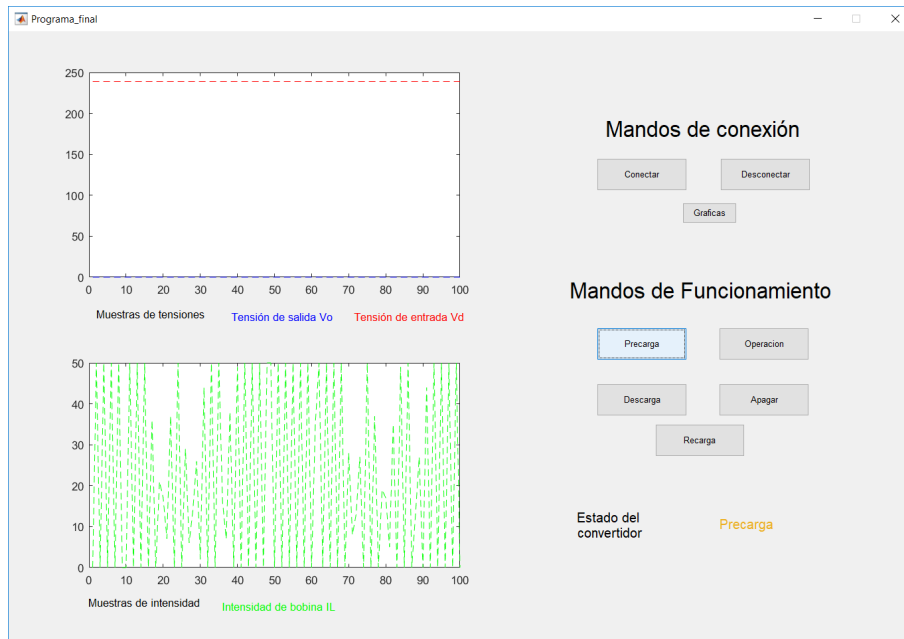 Programa_final
250
200
150
100
50
0
0 10 20 30 40 50 60 70 80 90 100
Muestras de tensiones Tensión de salida Vo Tensión de entrada Vd
50
40
30
20
10
0
0 10 20 30 40 50 60 70 80 90 100
Muestras de intensidad Intensidad de bobina IL
Mandos de conexión
Conectar Desconectar
Graficas
Mandos de Funcionamiento
Precarga Operacion
Descarga Apagar
Recarga
Estado del
convertidor
Precarga